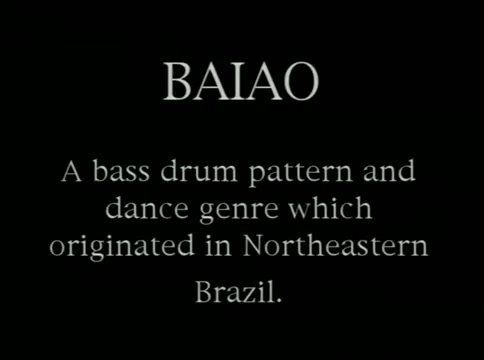 BAIAO
A bass drum pattern and
dance genre which
originated in Northeastern
Brazil.